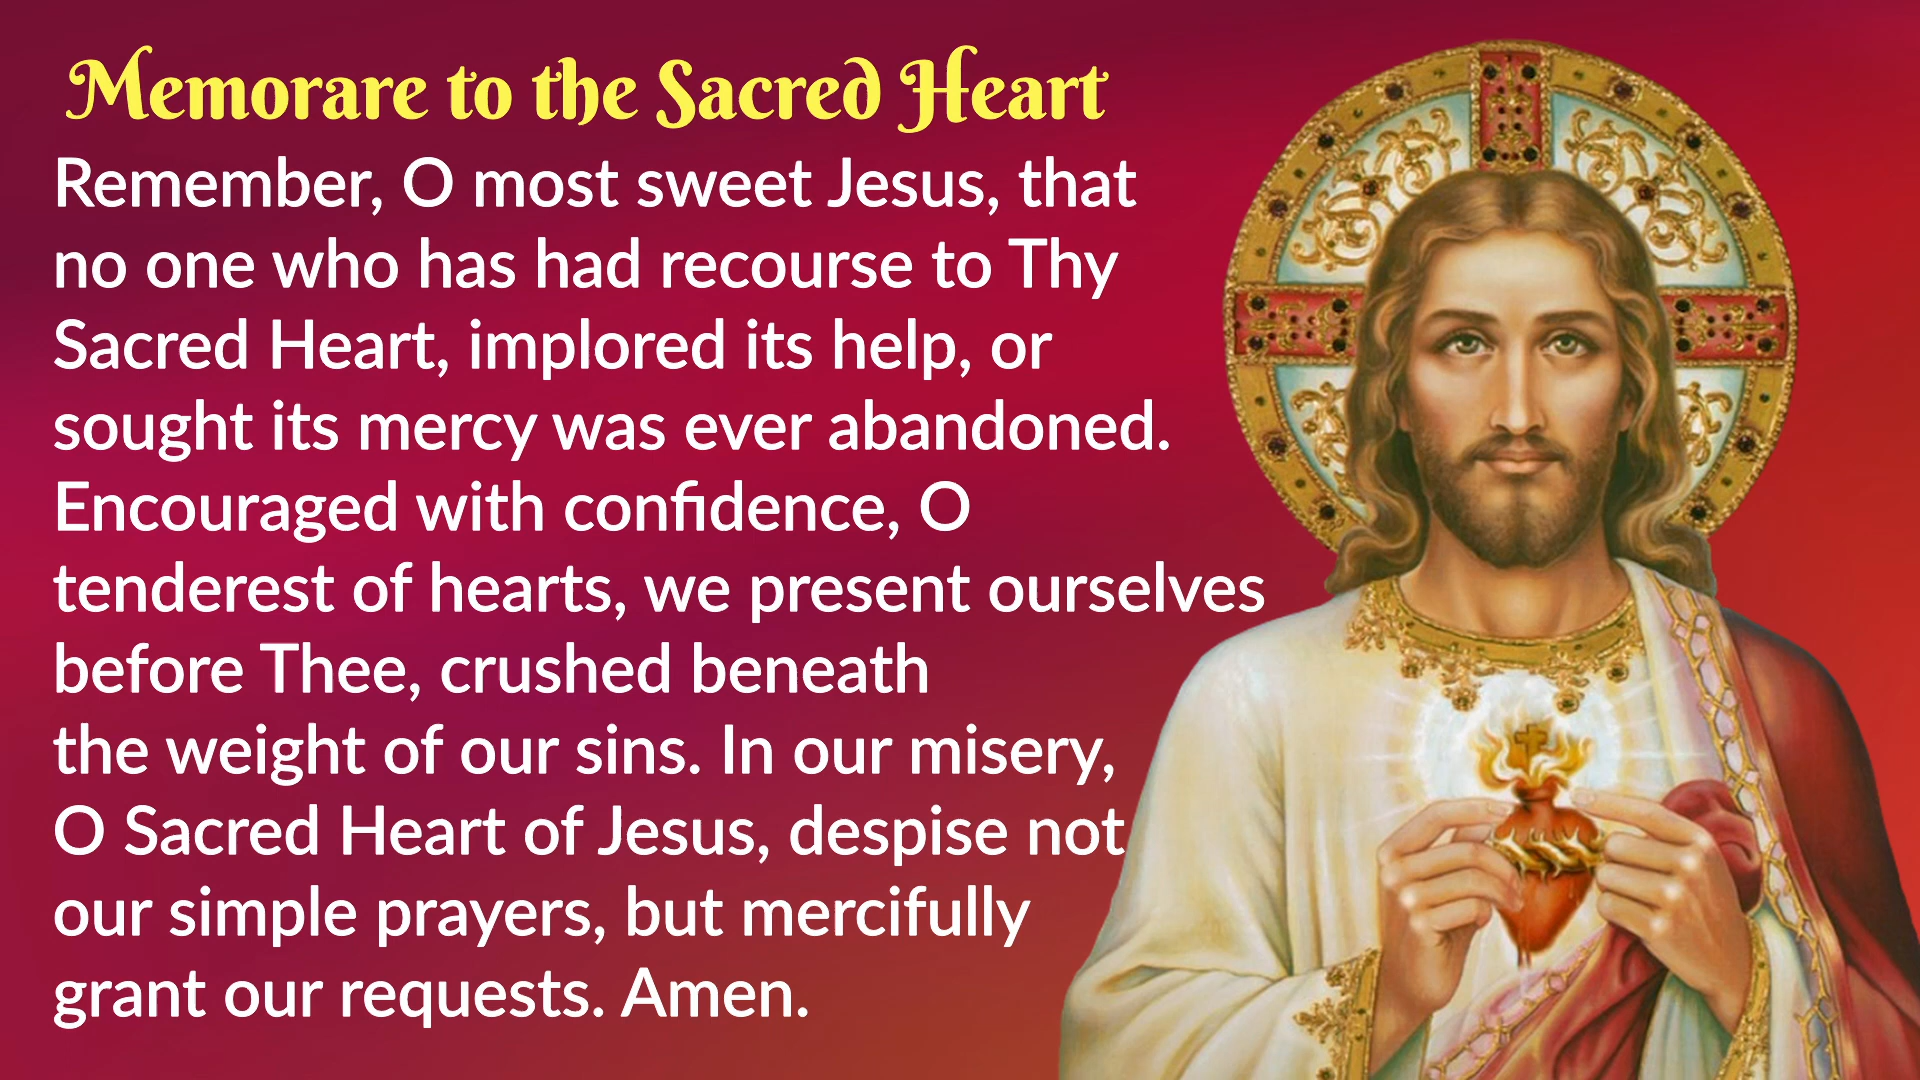 Memorare to the Sacred Heart
Remember, O most sweet Jesus, that
no one who has had recourse to Thy
Sacred Heart, implored its help, or
sought its mercy was ever abandoned.
Encouraged with confidence, O
tenderest of hearts, we present ourselves
before Thee, crushed beneath
the weight of our sins. In our misery,
O Sacred Heart of Jesus, despise not
our simple prayers, but mercifully
grant our requests. Amen.